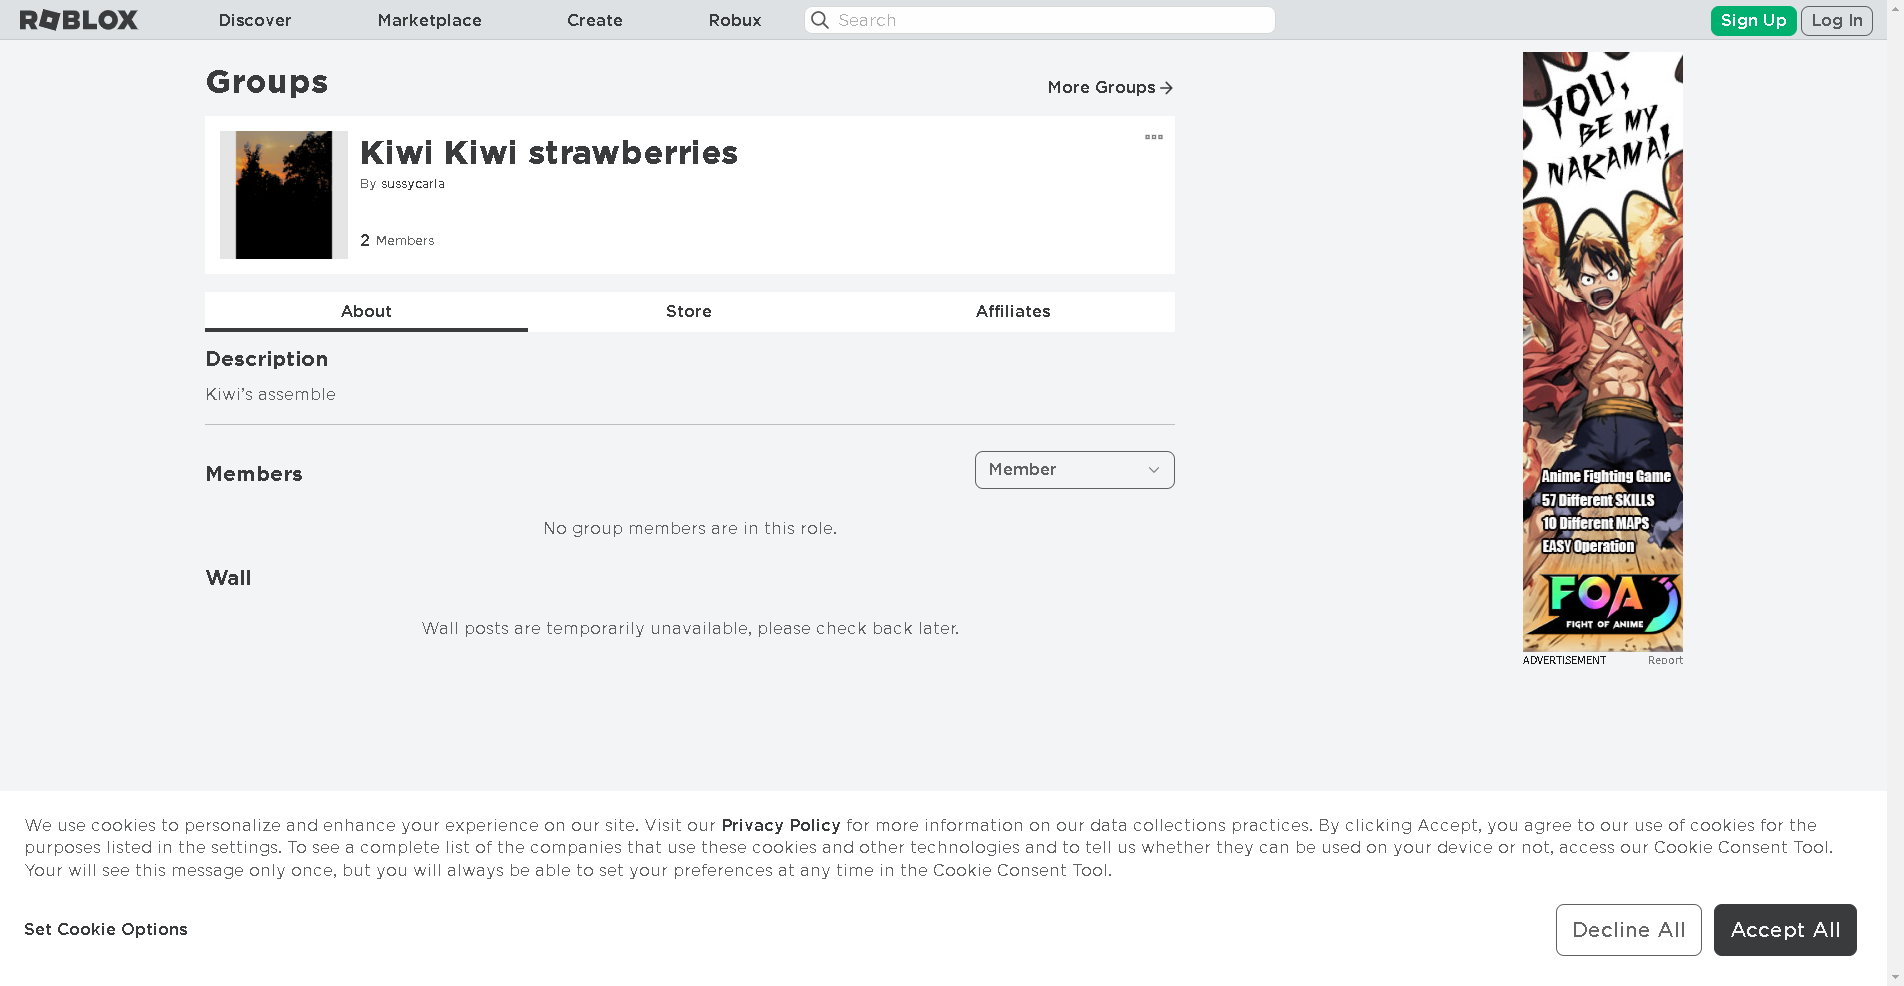 ROBLOX Discover Marketplace Create Robux Search Sign Up Log In
Groups
More Groups
Kiwi Kiwi strawberries
By sussycarla
2 Members
About Store Affiliates
Description
Kiwi's assemble
Members
Member
No group members are in this role.
Wall
Wall posts are temporarily unavailable, please check back later.
YOU,
BE MY
NAKAMA!
Anime Fighting Game
57 Different SKILLS
10 Different MAPS
EASY Operation
FOA
FIGHT OF ANIME
ADVERTISEMENT Report
We use cookies to personalize and enhance your experience on our site. Visit our Privacy Policy for more information on our data collections practices. By clicking Accept, you agree to our use of cookies for the
purposes listed in the settings. To see a complete list of the companies that use these cookies and other technologies and to tell us whether they can be used on your device or not, access our Cookie Consent Tool.
Your will see this message only once, but you will always be able to set your preferences at any time in the Cookie Consent Tool.
Set Cookie Options
Decline All
Accept All